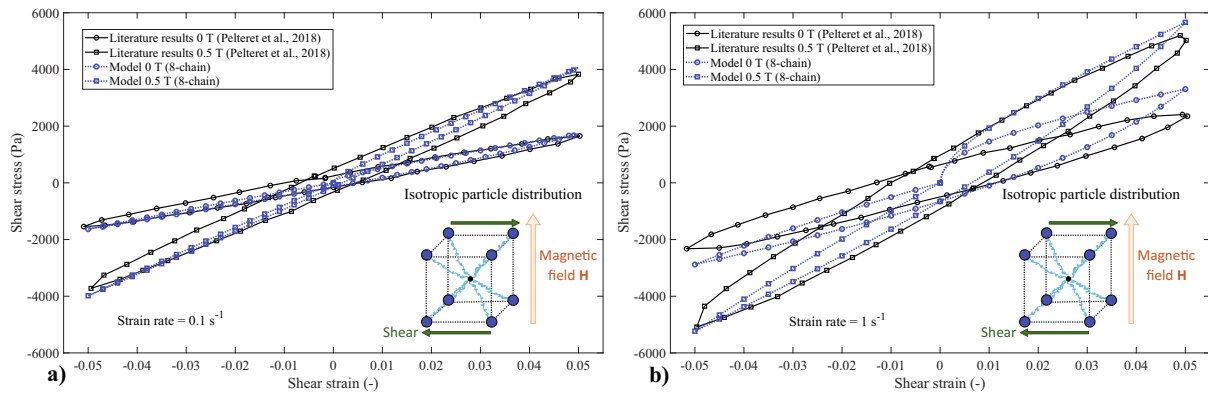 Literature results 0 T (Pelteret et al., 2018)
Literature results 0.5 T (Pelteret et al., 2018)
Model 0 T (8-chain)
Model 0.5 T (8-chain)
6000
4000
2000
0
-2000
-4000
-6000
Shear stress (Pa)
Isotropic particle distribution
Magnetic
field H
Shear
Strain rate = 0.1 s-1
-0.05
-0.04
-0.03
-0.02
-0.01
0
0.01
0.02
0.03
0.04
0.05
a)
Shear strain (-)
Literature results 0 T (Pelteret et al., 2018)
Literature results 0.5 T (Pelteret et al., 2018)
Model 0 T (8-chain)
Model 0.5 T (8-chain)
6000
4000
2000
0
-2000
-4000
-6000
Shear stress (Pa)
Isotropic particle distribution
Magnetic
field H
Shear
Strain rate = 1 s-1
-0.05
-0.04
-0.03
-0.02
-0.01
0
0.01
0.02
0.03
0.04
0.05
b)
Shear strain (-)